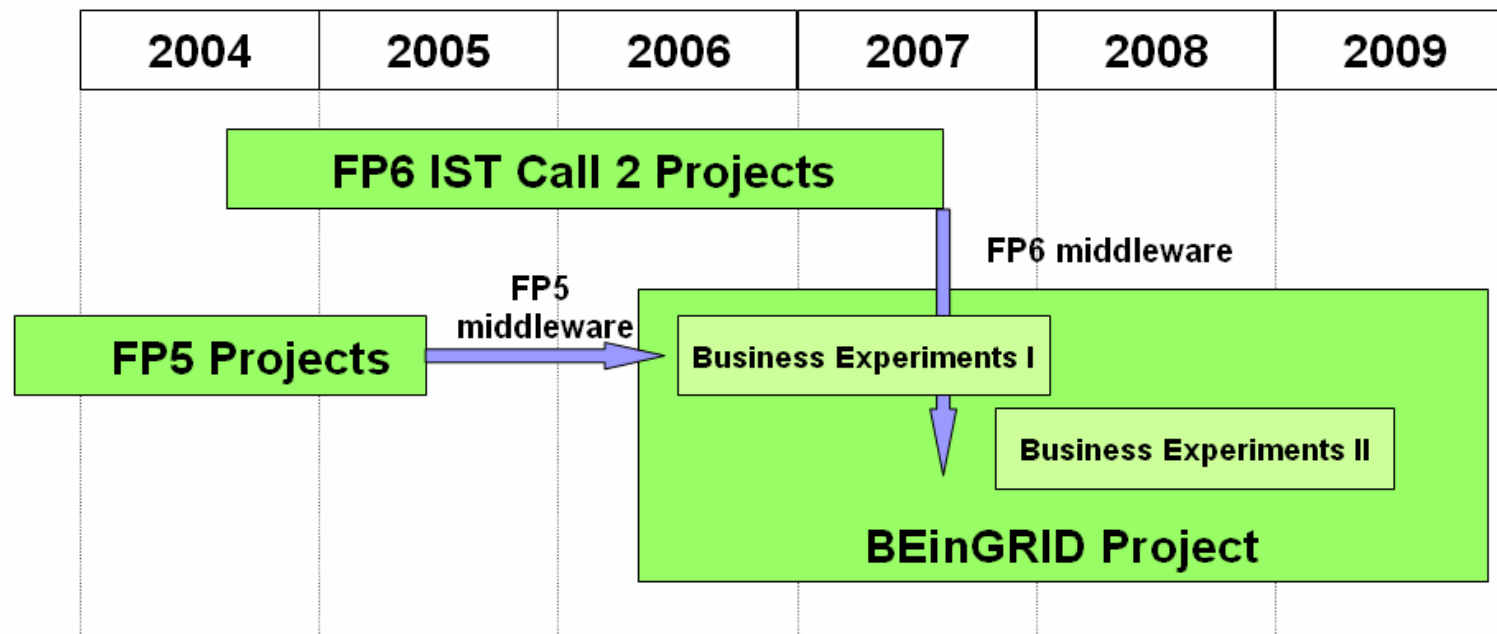 2004 2005 2006 2007 2008 2009
FP6 IST Call 2 Projects
FP6 middleware
FP5
middleware
FP5 Projects
Business Experiments I
Business Experiments II
BEinGRID Project